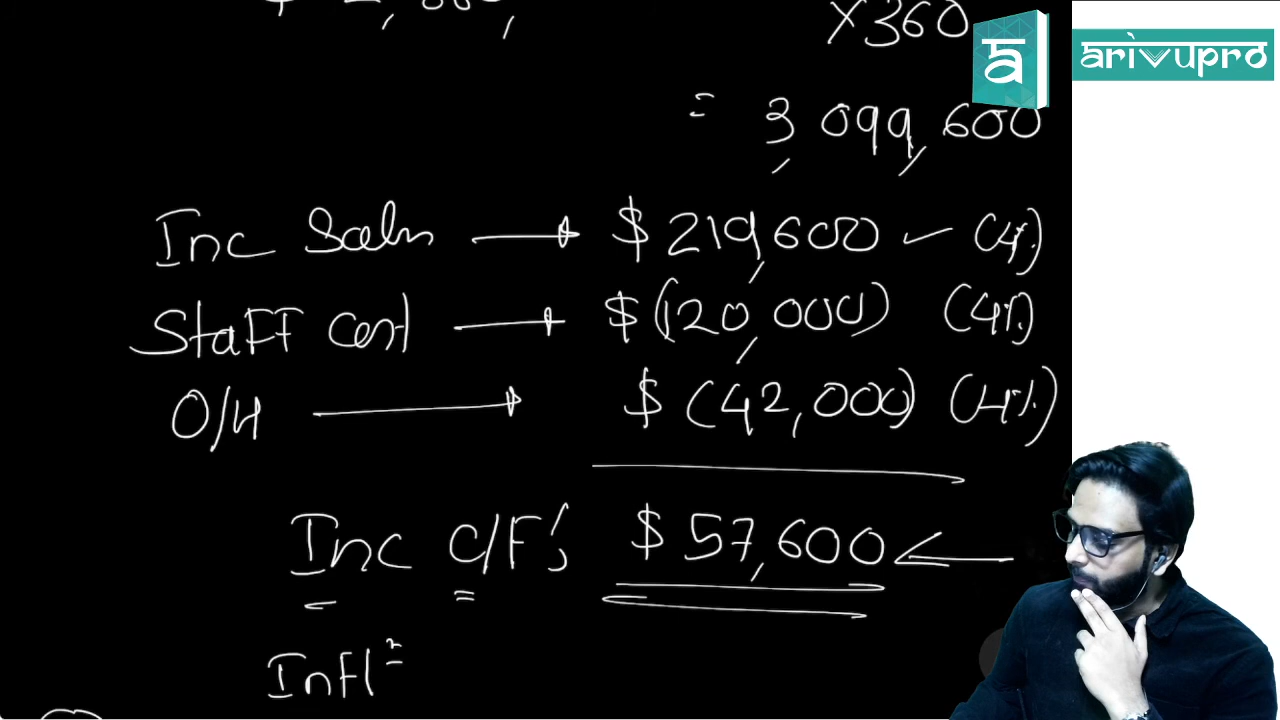 X360
arivupro
= 3,099,600
Inc Sales → $219,600 (4%)
Staff Cost → $(120,000) (4%)
O/H → $(42,000) (4%)
Inc C/F's $57,600
Infl